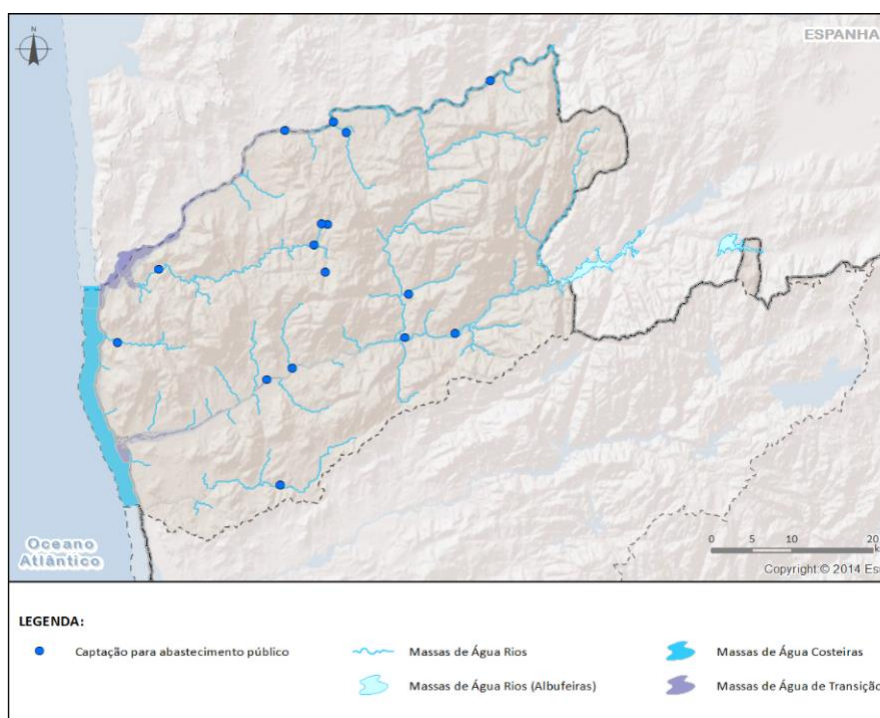 N
ESPANHA
Oceano
Atlântico
0 5 10 20
k
Copyright:© 2014 Es
LEGENDA:
Captação para abastecimento público
Massas de Água Rios
Massas de Água Costeiras
Massas de Água Rios (Albufeiras)
Massas de Água de Transição